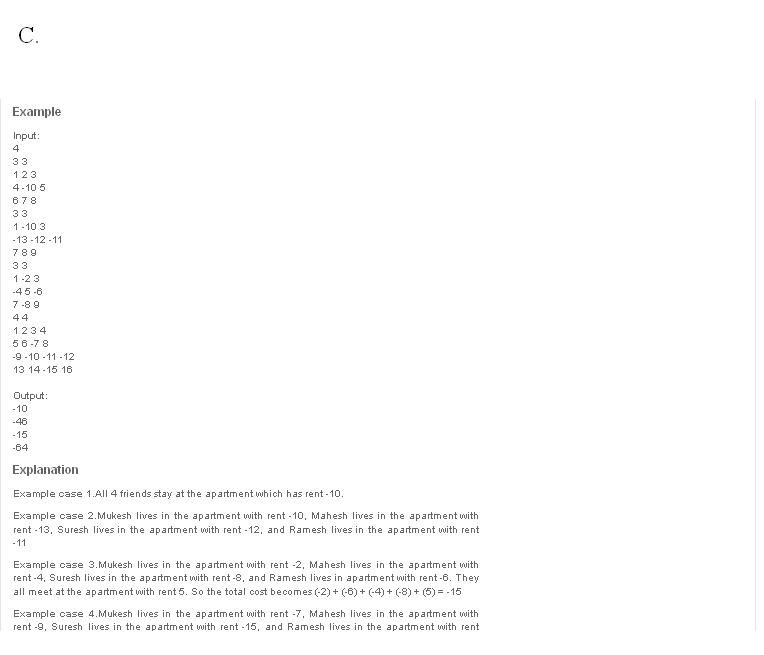 C.
Example
Input:
4
3 3
1 2 3
4 -10 5
6 7 8
3 3
1 -10 3
-13 -12 -11
7 8 9
3 3
1 -2 3
-4 5 -6
7 -8 9
4 4
1 2 3 4
5 6 -7 8
-9 -10 -11 -12
13 14 -15 16
Output:
-10
-46
-15
-64
Explanation
Example case 1.All 4 friends stay at the apartment which has rent -10.
Example case 2.Mukesh lives in the apartment with rent -10, Mahesh lives in the apartment with
rent -13, Suresh lives in the apartment with rent -12, and Ramesh lives in the apartment with rent
-11
Example case 3.Mukesh lives in the apartment with rent -2, Mahesh lives in the apartment with
rent -4, Suresh lives in the apartment with rent -8, and Ramesh lives in apartment with rent -6. They
all meet at the apartment with rent 5. So the total cost becomes (-2) + (-6) + (-4) + (-8) + (5) = -15
Example case 4.Mukesh lives in the apartment with rent -7, Mahesh lives in the apartment with
rent -9, Suresh lives in the apartment with rent -15, and Ramesh lives in the apartment with rent